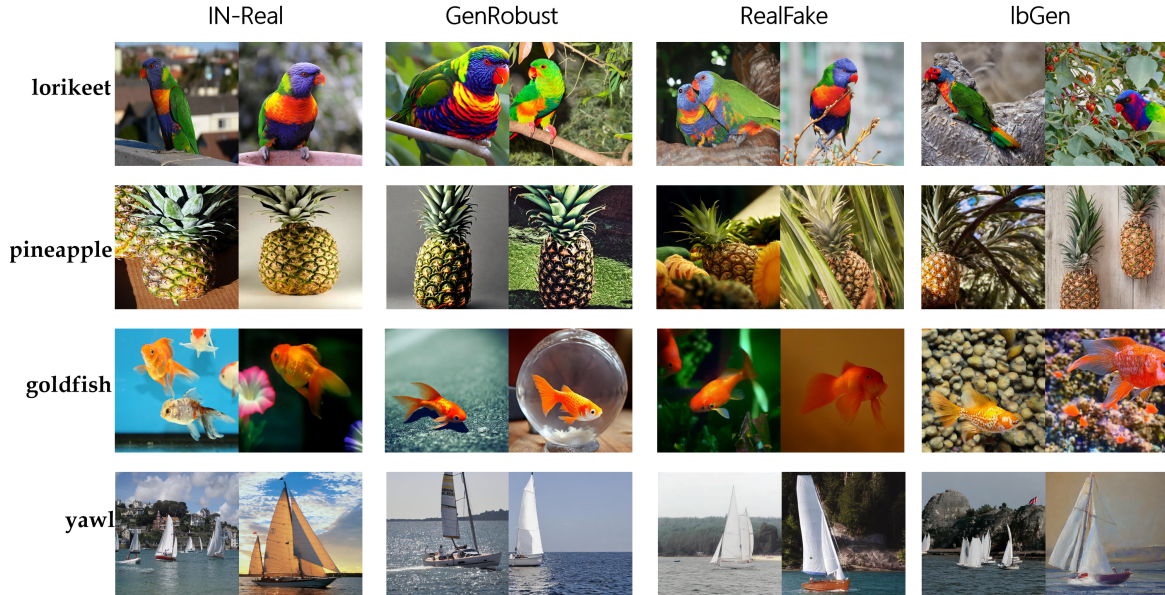 IN-Real GenRobust RealFake IbGen
lorikeet
pineapple
goldfish
yawl